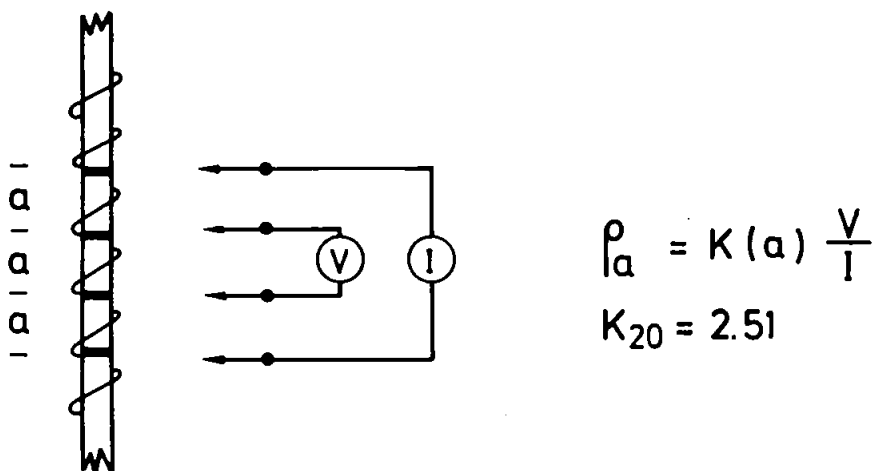 a
a
a
V
I
ρa = K(a) V/I
K20 = 2.51